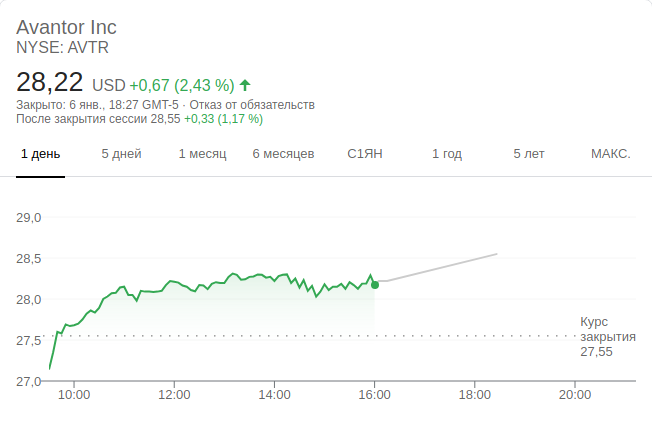 Avantor Inc
NYSE: AVTR
28,22 USD +0,67 (2,43 %)
Закрыто: 6 янв., 18:27 GMT-5 · Отказ от обязательств
После закрытия сессии 28,55 +0,33 (1,17 %)
1 день 5 дней 1 месяц 6 месяцев С1ЯН 1 год 5 лет МАКС.
29,0
28,5
28,0
27,5
27,0
Курс
закрытия
27,55
10:00 12:00 14:00 16:00 18:00 20:00